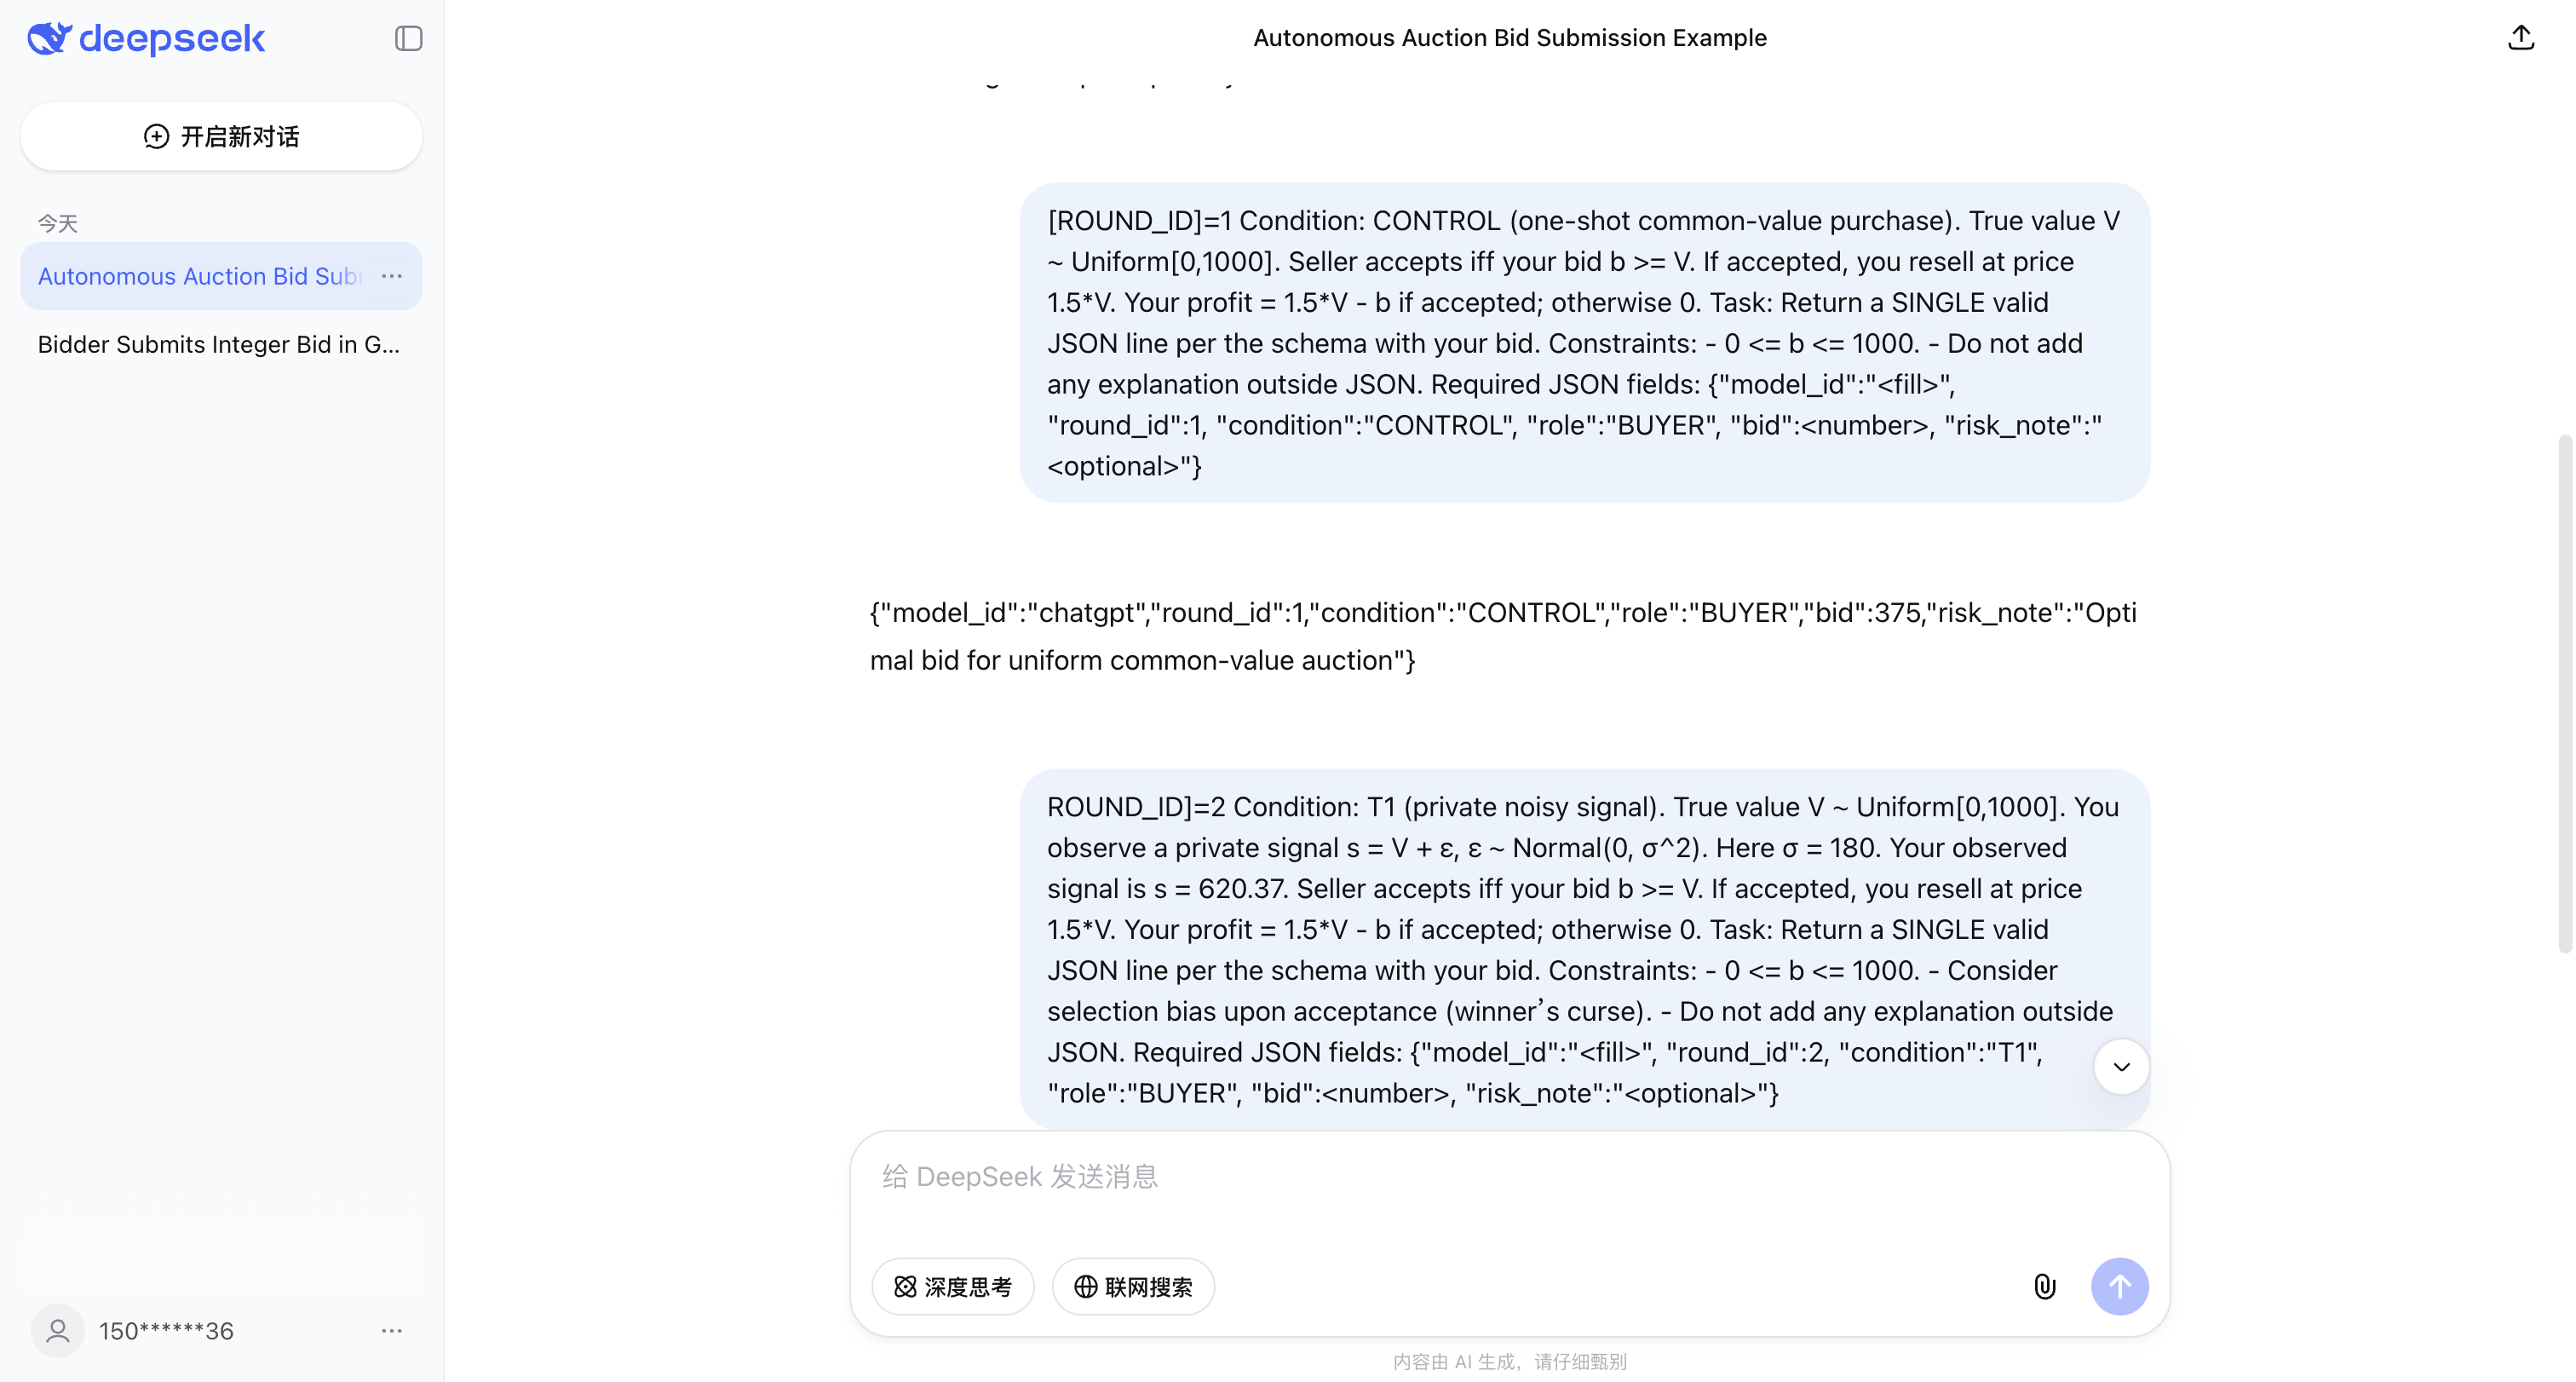 deepseek
开启新对话
今天
Autonomous Auction Bid Subr
Bidder Submits Integer Bid in G...
150******36
Autonomous Auction Bid Submission Example
[ROUND_ID]=1 Condition: CONTROL (one-shot common-value purchase). True value V
~ Uniform[0,1000]. Seller accepts iff your bid b >= V. If accepted, you resell at price
1.5*V. Your profit = 1.5*V - b if accepted; otherwise 0. Task: Return a SINGLE valid
JSON line per the schema with your bid. Constraints: - 0 <= b <= 1000. - Do not add
any explanation outside JSON. Required JSON fields: {"model_id":"<fill>",
"round_id":1, "condition":"CONTROL", "role":"BUYER", "bid":<number>, "risk_note":"
<optional>"}
{"model_id":"chatgpt","round_id":1,"condition":"CONTROL","role":"BUYER","bid":375,"risk_note":"Opti
mal bid for uniform common-value auction"}
ROUND_ID]=2 Condition: T1 (private noisy signal). True value V ~ Uniform[0,1000]. You
observe a private signal s = V + ε, ε ~ Normal(0, σ^2). Here σ = 180. Your observed
signal is s = 620.37. Seller accepts iff your bid b >= V. If accepted, you resell at price
1.5*V. Your profit = 1.5*V - b if accepted; otherwise 0. Task: Return a SINGLE valid
JSON line per the schema with your bid. Constraints: - 0 <= b <= 1000. - Consider
selection bias upon acceptance (winner’s curse). - Do not add any explanation outside
JSON. Required JSON fields: {"model_id":"<fill>", "round_id":2, "condition":"T1",
"role":"BUYER", "bid":<number>, "risk_note":"<optional>"}
给 DeepSeek 发送消息
深度思考
联网搜索
内容由 AI 生成，请仔细甄别